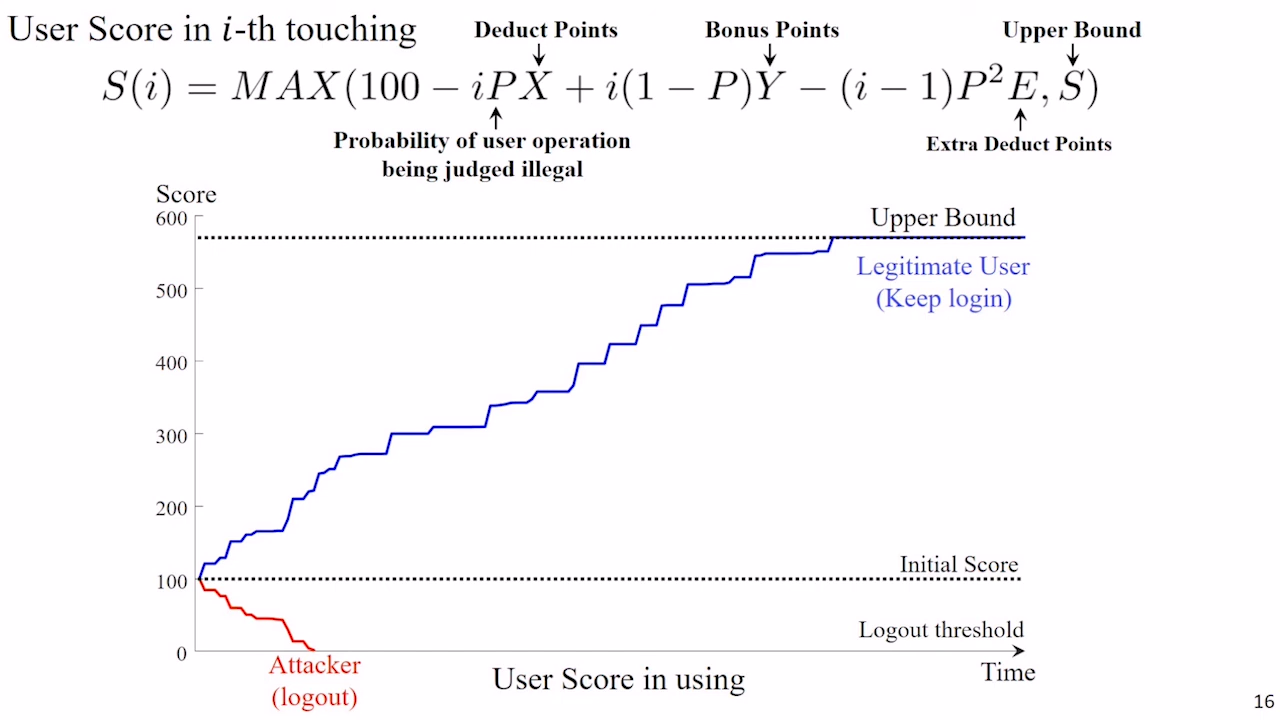 User Score in i-th touching
Deduct Points
Bonus Points
Upper Bound
S(i) = MAX(100 − iPX + i(1 − P)Y − (i − 1)P²E, S)
Probability of user operation
being judged illegal
Extra Deduct Points
Score
600
500
400
300
200
100
0
Upper Bound
Legitimate User
(Keep login)
Initial Score
Logout threshold
Time
Attacker
(logout)
User Score in using
16